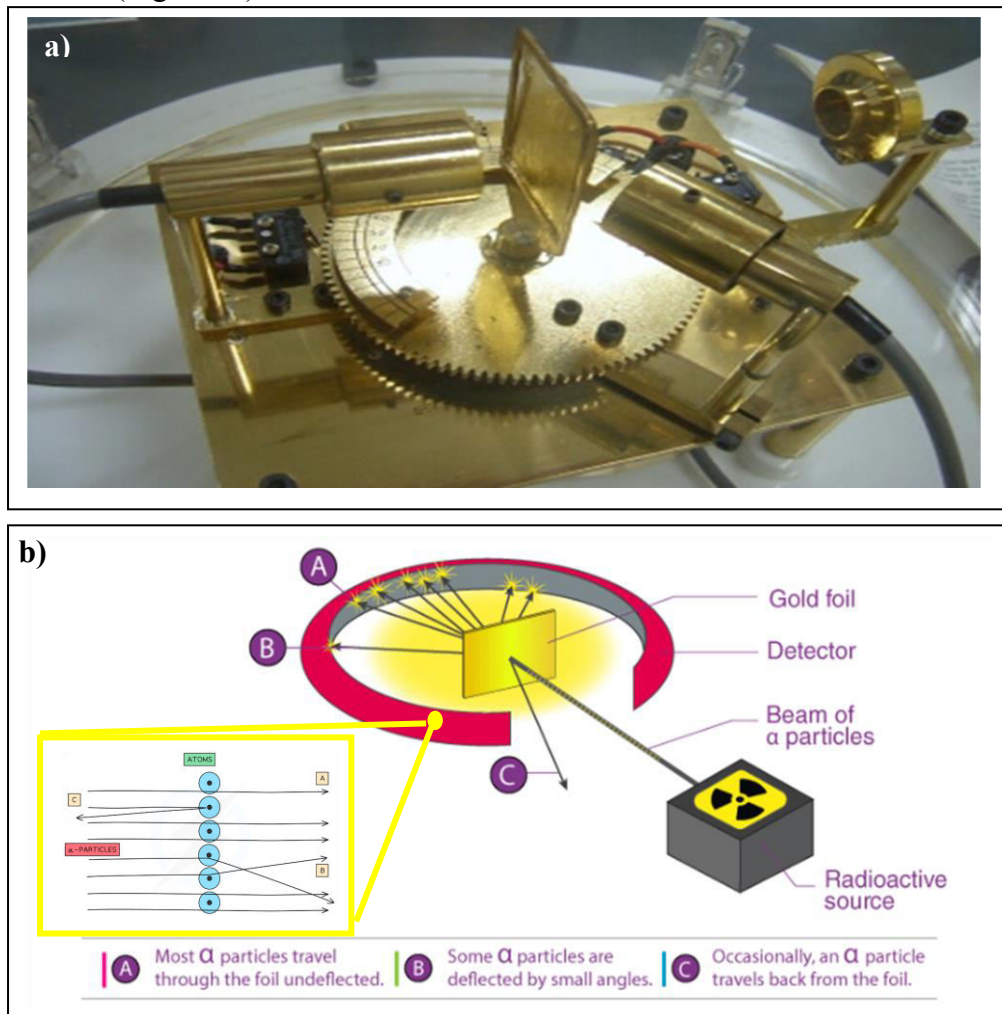 a)
b)
A
B
C
Gold foil
Detector
Beam of
α particles
Radioactive
source
ATOMS
A
C
α-PARTICLES
B
A Most α particles travel
through the foil undeflected.
B Some α particles are
deflected by small angles.
C Occasionally, an α particle
travels back from the foil.